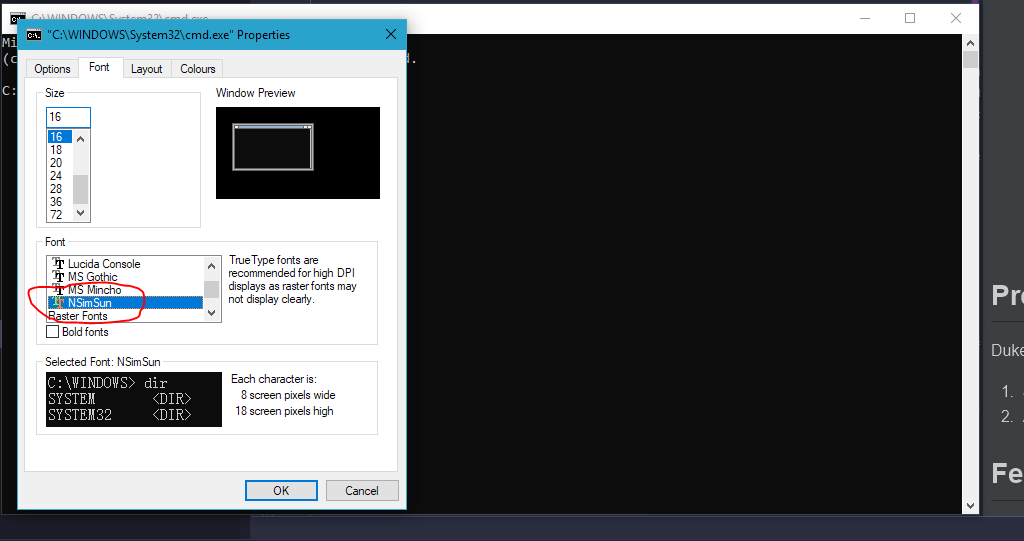 C:\WINDOWS\System32\cmd.exe
"C:\WINDOWS\System32\cmd.exe" Properties
Mi
(c
d.
C:
Options
Font
Layout
Colours
Size
Window Preview
16
16
18
20
24
28
36
72
Font
Lucida Console
MS Gothic
MS Mincho
NSimSun
Raster Fonts
TrueType fonts are
recommended for high DPI
displays as raster fonts may
not display clearly.
Bold fonts
Selected Font: NSimSun
C:\WINDOWS> dir
SYSTEM <DIR>
SYSTEM32 <DIR>
Each character is:
8 screen pixels wide
18 screen pixels high
OK
Cancel
Duke
1.
2.
Fe